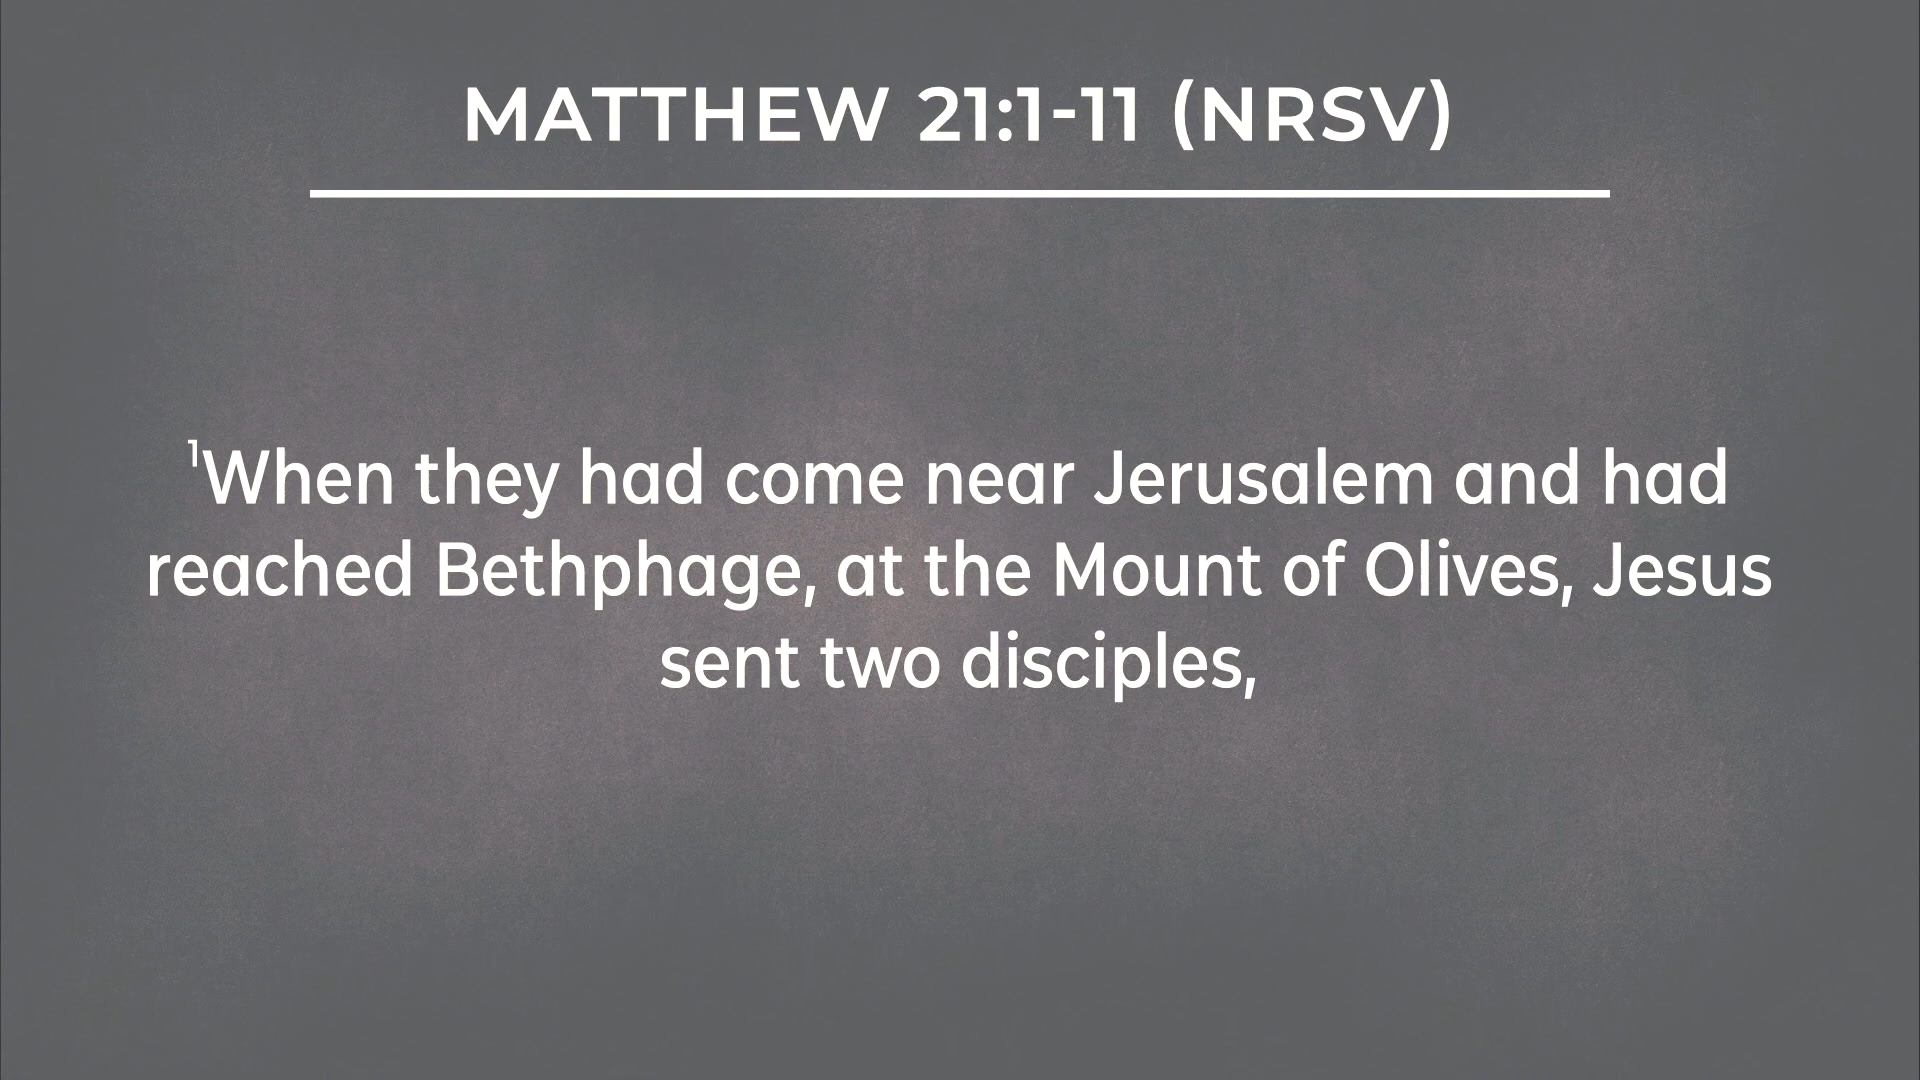 MATTHEW 21:1-11 (NRSV)
¹When they had come near Jerusalem and had
reached Bethphage, at the Mount of Olives, Jesus
sent two disciples,